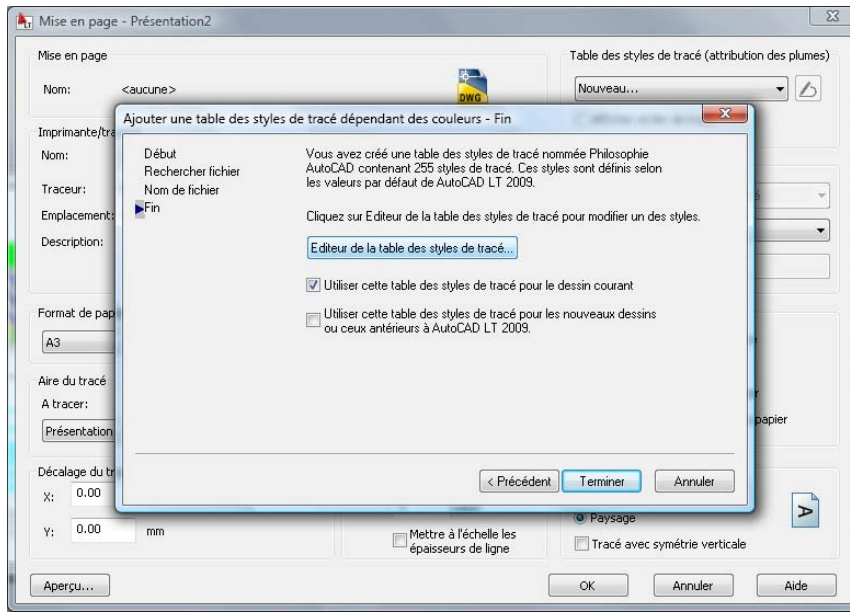 Mise en page - Présentation2
Mise en page
Nom: <aucune>
DWG
Table des styles de tracé (attribution des plumes)
Nouveau...
Imprimante/tra
Nom:
Traceur:
Emplacement:
Description:
Format de pap
A3
Aire du tracé
A tracer:
Présentation
Décalage du tr
X: 0.00
Y: 0.00 mm
Ajouter une table des styles de tracé dépendant des couleurs - Fin
Début
Rechercher fichier
Nom de fichier
Fin
Vous avez créé une table des styles de tracé nommée Philosophie
AutoCAD contenant 255 styles de tracé. Ces styles sont définis selon
les valeurs par défaut de AutoCAD LT 2009.
Cliquez sur Editeur de la table des styles de tracé pour modifier un des styles.
Editeur de la table des styles de tracé...
Utiliser cette table des styles de tracé pour le dessin courant
Utiliser cette table des styles de tracé pour les nouveaux dessins
ou ceux antérieurs à AutoCAD LT 2009.
< Précédent Terminer Annuler
papier
Mettre à l'échelle les
épaisseurs de ligne
Paysage
Tracé avec symétrie verticale
A
Aperçu... OK Annuler Aide